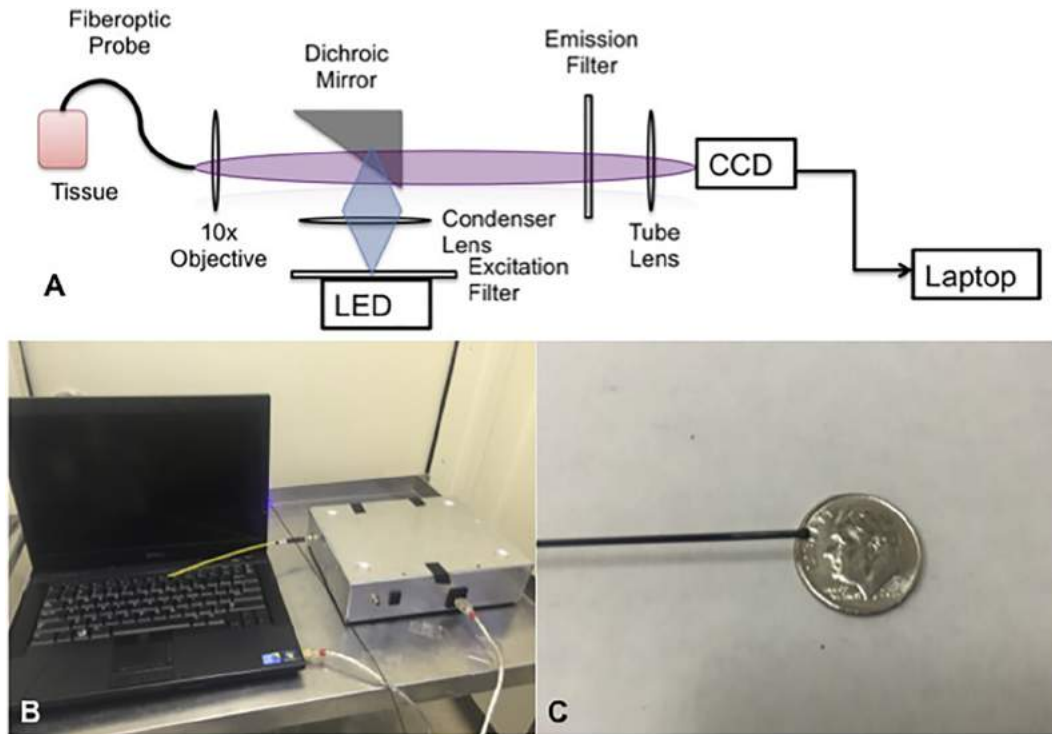 Fiberoptic
Probe
Dichroic
Mirror
Emission
Filter
CCD
Tissue
10x
Objective
Condenser
Lens
Tube
Lens
Excitation
Filter
LED
Laptop
A
B
C